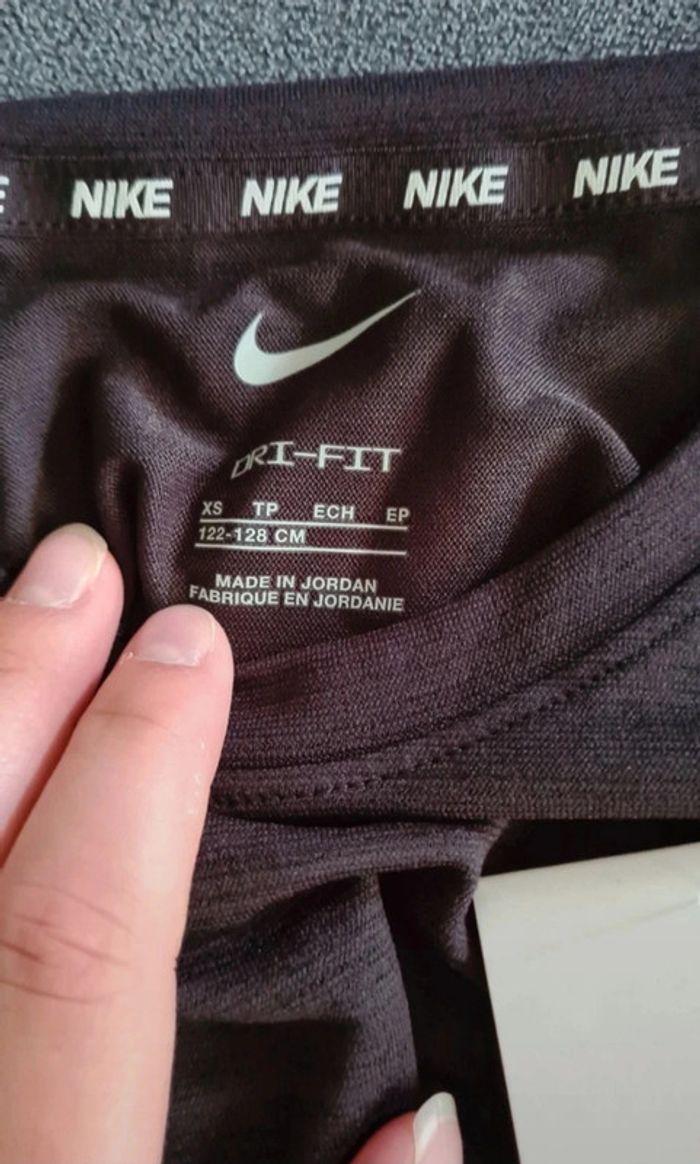 NIKE NIKE NIKE NIKE
DRI-FIT
XS TP ECH EP
122-128 CM
MADE IN JORDAN
FABRIQUE EN JORDANIE